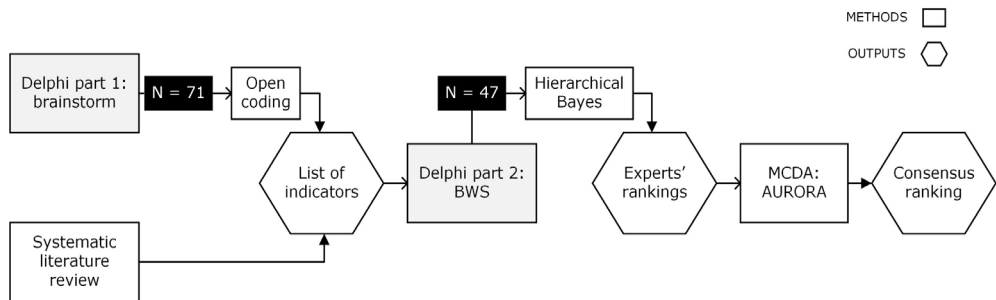 METHODS
OUTPUTS
Delphi part 1:
brainstorm
N = 71
Open
coding
List of
indicators
Systematic
literature
review
Delphi part 2:
BWS
N = 47
Hierarchical
Bayes
Experts'
rankings
MCDA:
AURORA
Consensus
ranking